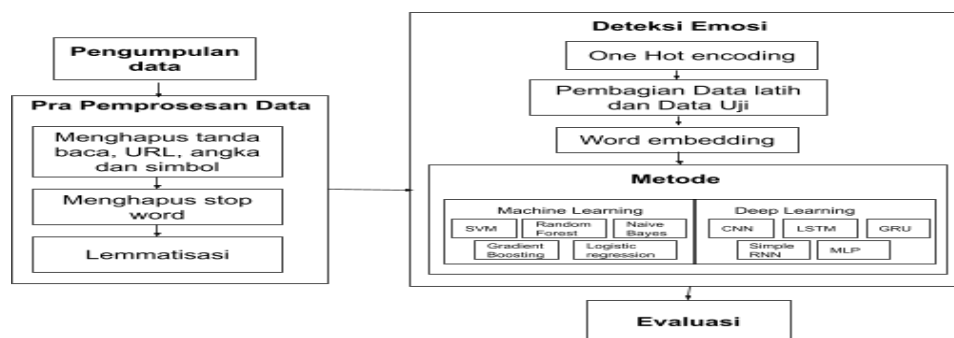 Pengumpulan
data
Pra Pemprosesan Data
Menghapus tanda
baca, URL, angka
dan simbol
Menghapus stop
word
Lemmatisasi
Deteksi Emosi
One Hot encoding
Pembagian Data latih
dan Data Uji
Word embedding
Metode
Machine Learning
SVM
Random
Forest
Naive
Bayes
Gradient
Boosting
Logistic
regression
Deep Learning
CNN
LSTM
GRU
Simple
RNN
MLP
Evaluasi